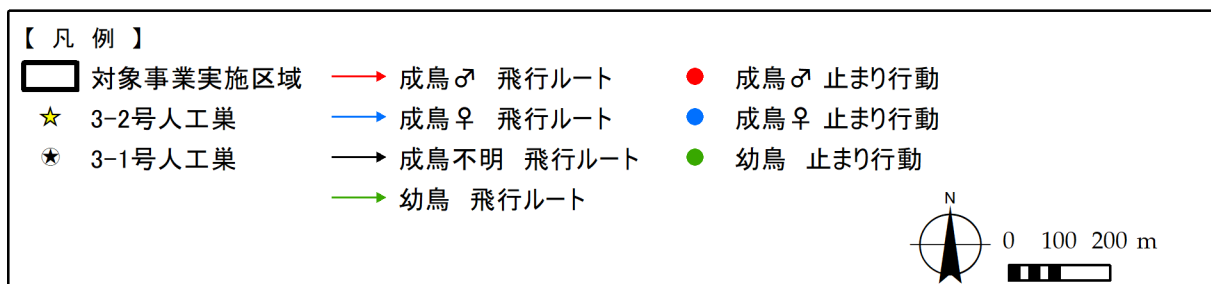 【 凡 例 】
対象事業実施区域 成鳥♂ 飛行ルート 成鳥♂ 止まり行動
3-2号人工巣 成鳥♀ 飛行ルート 成鳥♀ 止まり行動
3-1号人工巣 成鳥不明 飛行ルート 幼鳥 止まり行動
幼鳥 飛行ルート
N
0 100 200 m